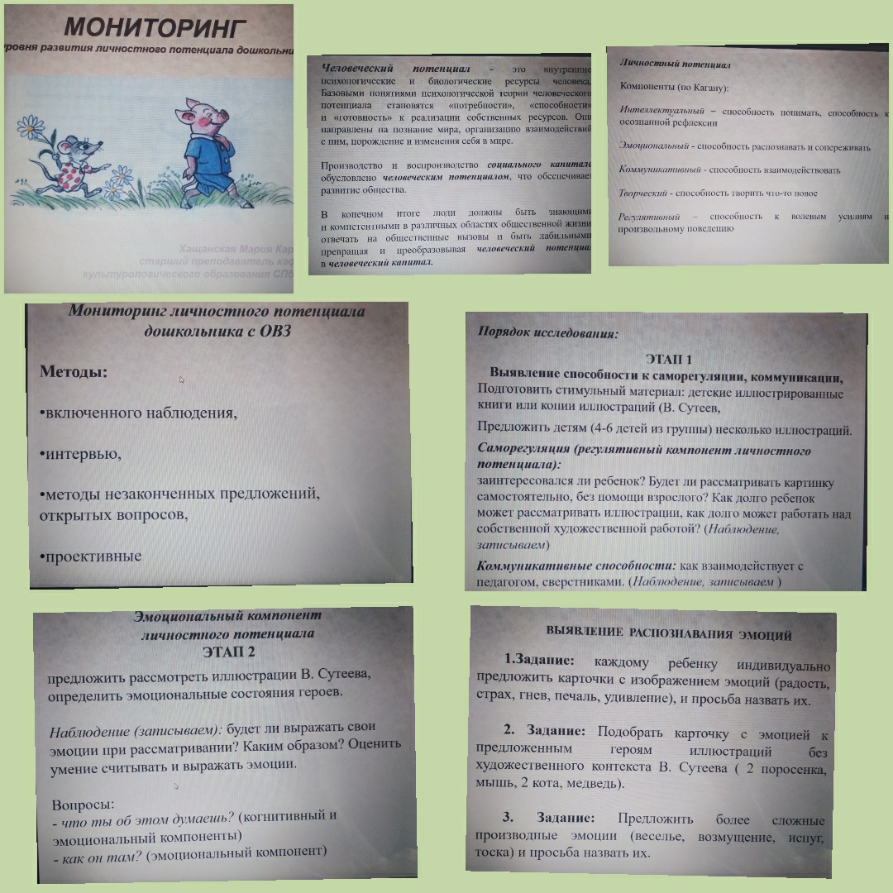 МОНИТОРИНГ
уровня развития личностного потенциала дошкольни
Хащанская Мария Кар
старший преподаватель каф
культурологического образования СПб
Человеческий потенциал - это внутренние
психологические и биологические ресурсы человека.
Базовыми понятиями психологической теории человеческого
потенциала становятся «потребности», «способности»
и «готовность» к реализации собственных ресурсов. Они
направлены на познание мира, организацию взаимодействий
с ним, порождение и изменения себя в мире.
Производство и воспроизводство социального капитала
обусловлено человеческим потенциалом, что обеспечивает
развитие общества.
В конечном итоге люди должны быть знающими
и компетентными в различных областях общественной жизни
отвечать на общественные вызовы и быть лабильными
превращая и преобразовывая человеческий потенциал
в человеческий капитал.
Личностный потенциал
Компоненты (по Кагану):
Интеллектуальный – способность понимать, способность к
осознанной рефлексии
Эмоциональный - способность распознавать и сопереживать
Коммуникативный - способность взаимодействовать
Творческий - способность творить что-то новое
Регулятивный – способность к волевым усилиям и
произвольному поведению
Мониторинг личностного потенциала
дошкольника с ОВЗ
Методы:
•включенного наблюдения,
•интервью,
•методы незаконченных предложений,
открытых вопросов,
•проективные
Порядок исследования:
ЭТАП 1
Выявление способности к саморегуляции, коммуникации,
Подготовить стимульный материал: детские иллюстрированные
книги или копии иллюстраций (В. Сутеев,
Предложить детям (4-6 детей из группы) несколько иллюстраций.
Саморегуляция (регулятивный компонент личностного
потенциала):
заинтересовался ли ребенок? Будет ли рассматривать картинку
самостоятельно, без помощи взрослого? Как долго ребенок
может рассматривать иллюстрации, как долго может работать над
собственной художественной работой? (Наблюдение,
записываем)
Коммуникативные способности: как взаимодействует с
педагогом, сверстниками. (Наблюдение, записываем )
Эмоциональный компонент
личностного потенциала
ЭТАП 2
предложить рассмотреть иллюстрации В. Сутеева,
определить эмоциональные состояния героев.
Наблюдение (записываем): будет ли выражать свои
эмоции при рассматривании? Каким образом? Оценить
умение считывать и выражать эмоции.
Вопросы:
- что ты об этом думаешь? (когнитивный и
эмоциональный компоненты)
- как он там? (эмоциональный компонент)
ВЫЯВЛЕНИЕ РАСПОЗНАВАНИЯ ЭМОЦИЙ
1.Задание: каждому ребенку индивидуально
предложить карточки с изображением эмоций (радость,
страх, гнев, печаль, удивление), и просьба назвать их.
2. Задание: Подобрать карточку с эмоцией к
предложенным героям иллюстраций без
художественного контекста В. Сутеева ( 2 поросенка,
мышь, 2 кота, медведь).
3. Задание: Предложить более сложные
производные эмоции (веселье, возмущение, испуг,
тоска) и просьба назвать их.